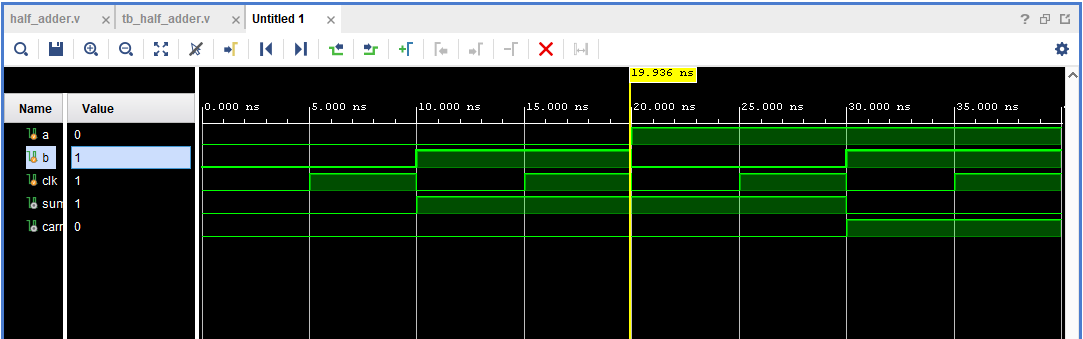 half_adder.v × tb_half_adder.v × Untitled 1 ×
?
19.936 ns
Name Value
0.000 ns 5.000 ns 10.000 ns 15.000 ns 20.000 ns 25.000 ns 30.000 ns 35.000 ns
a 0
b 1
clk 1
sum 1
carr 0